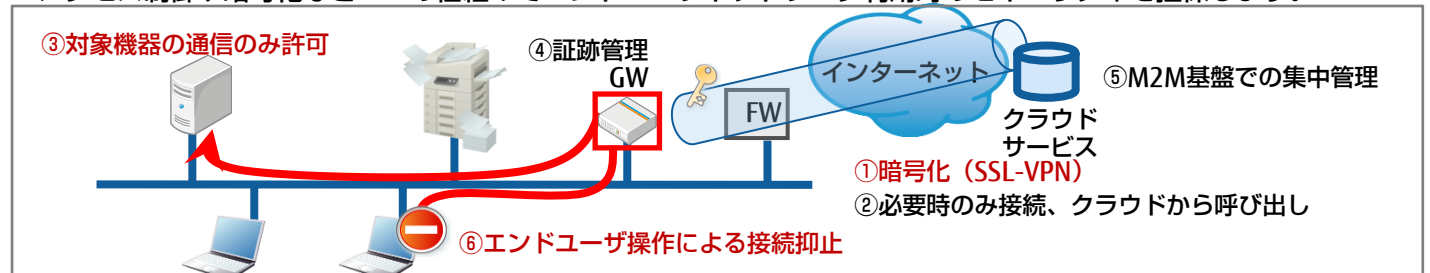 ③対象機器の通信のみ許可
④証跡管理
GW
FW
インターネット
クラウド
サービス
⑤M2M基盤での集中管理
①暗号化（SSL-VPN）
②必要時のみ接続、クラウドから呼び出し
⑥エンドユーザ操作による接続抑止